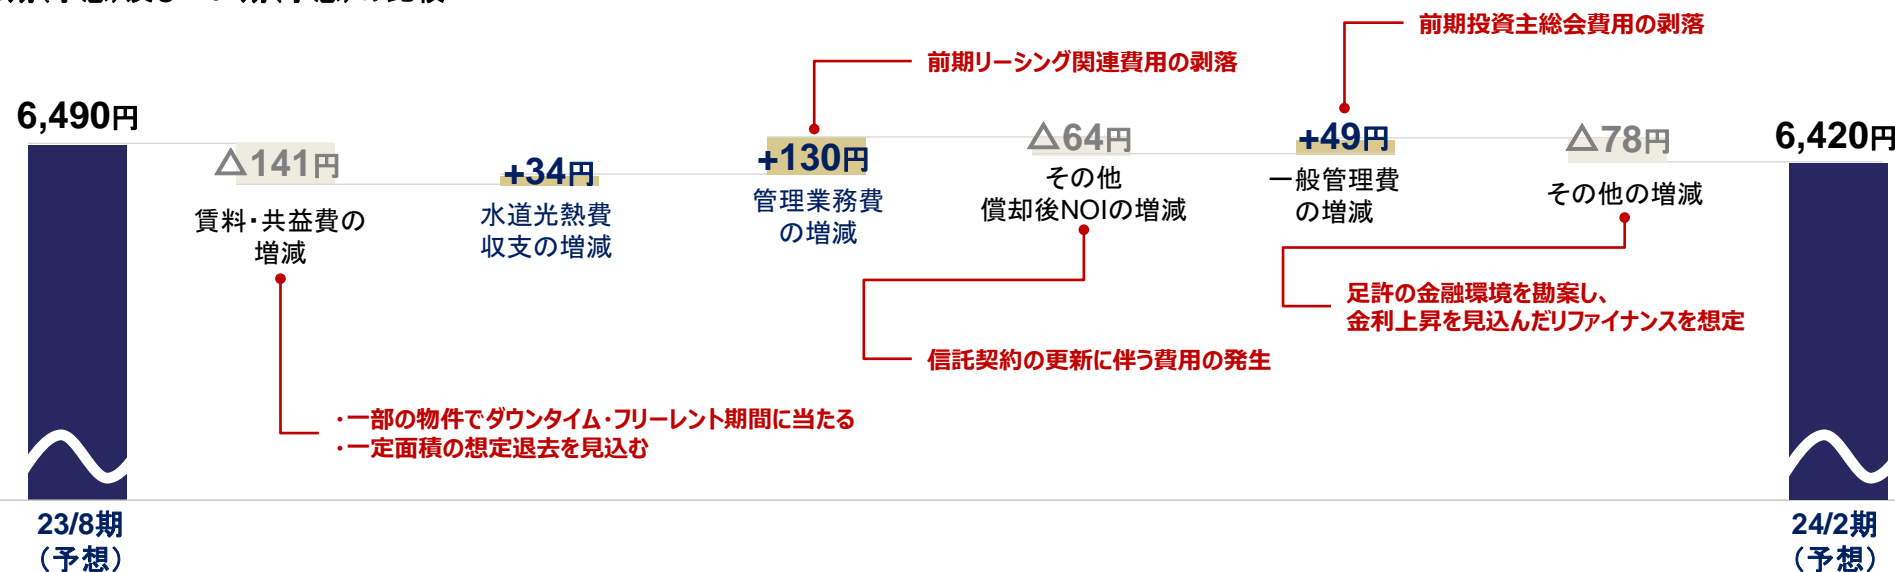 6,490円
△141円
賃料・共益費の
増減
・一部の物件でダウンタイム・フリーレント期間に当たる
・一定面積の想定退去を見込む
+34円
水道光熱費
収支の増減
前期リーシング関連費用の剥落
+130円
管理業務費
の増減
△64円
その他
償却後NOIの増減
信託契約の更新に伴う費用の発生
前期投資主総会費用の剥落
+49円
一般管理費
の増減
△78円
その他の増減
足許の金融環境を勘案し、
金利上昇を見込んだリファイナンスを想定
6,420円
23/8期
（予想）
24/2期
（予想）